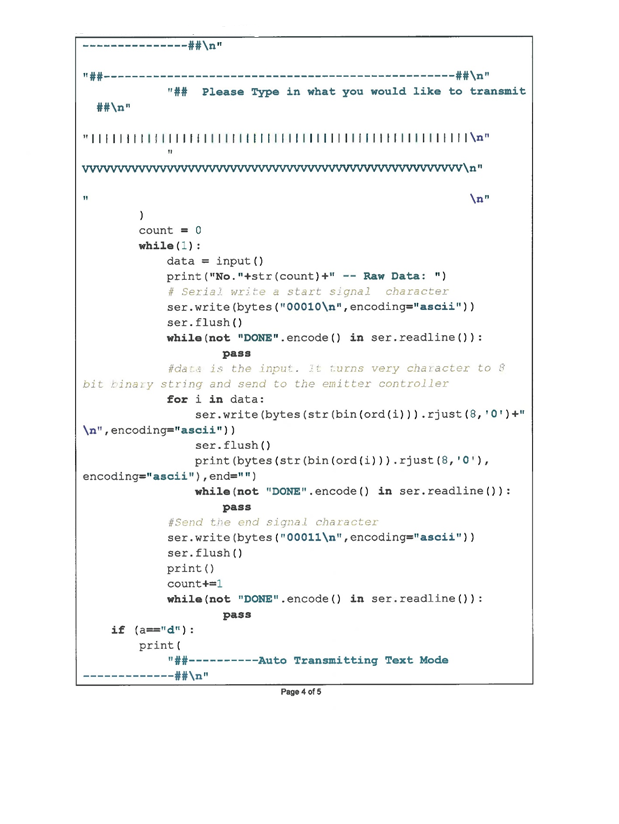 ---------------##\n"
"##--------------------------------------------------##\n"
"##  Please Type in what you would like to transmit
##\n"
"||||||||||||||||||||||||||||||||||||||||||||||||||||||\n"
"
VVVVVVVVVVVVVVVVVVVVVVVVVVVVVVVVVVVVVVVVVVVVVVVVVVVVVV\n"
"                                                      \n"
)
count = 0
while(1):
data = input()
print("No."+str(count)+" -- Raw Data: ")
# Serial write a start signal  character
ser.write(bytes("00010\n",encoding="ascii"))
ser.flush()
while(not "DONE".encode() in ser.readline()):
pass
#data is the input. It turns very character to 8
bit binary string and send to the emitter controller
for i in data:
ser.write(bytes(str(bin(ord(i))).rjust(8,'0')+"
\n",encoding="ascii"))
ser.flush()
print(bytes(str(bin(ord(i))).rjust(8,'0'),
encoding="ascii"),end="")
while(not "DONE".encode() in ser.readline()):
pass
#Send the end signal character
ser.write(bytes("00011\n",encoding="ascii"))
ser.flush()
print()
count+=1
while(not "DONE".encode() in ser.readline()):
pass
if (a=="d"):
print(
"##----------Auto Transmitting Text Mode
-------------##\n"
Page 4 of 5